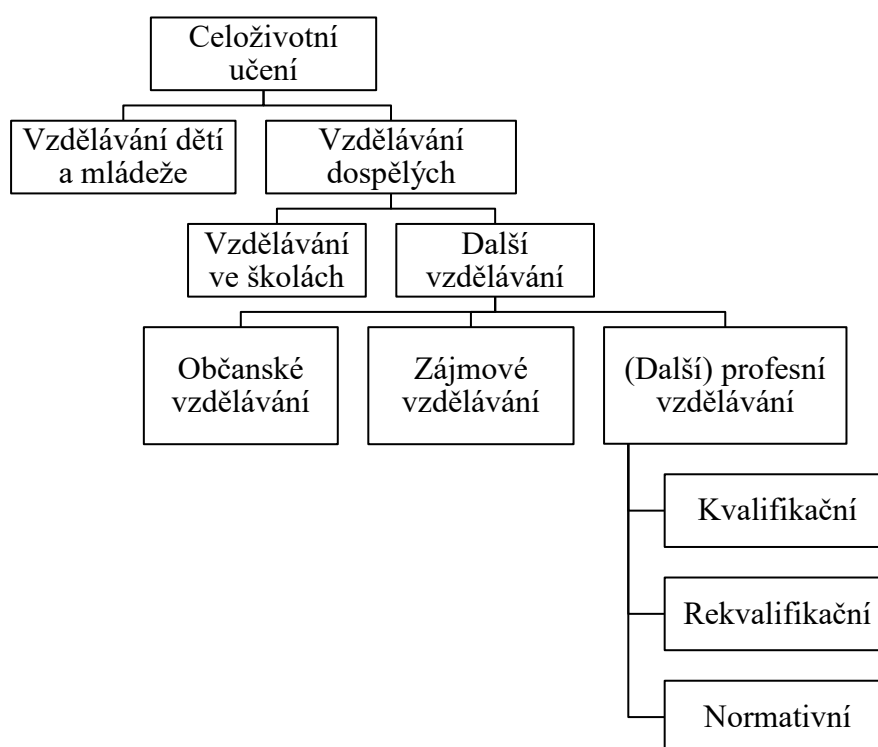 Celoživotní
učení
Vzdělávání dětí
a mládeže
Vzdělávání
dospělých
Vzdělávání
ve školách
Další
vzdělávání
Občanské
vzdělávání
Zájmové
vzdělávání
(Další) profesní
vzdělávání
Kvalifikační
Rekvalifikační
Normativní